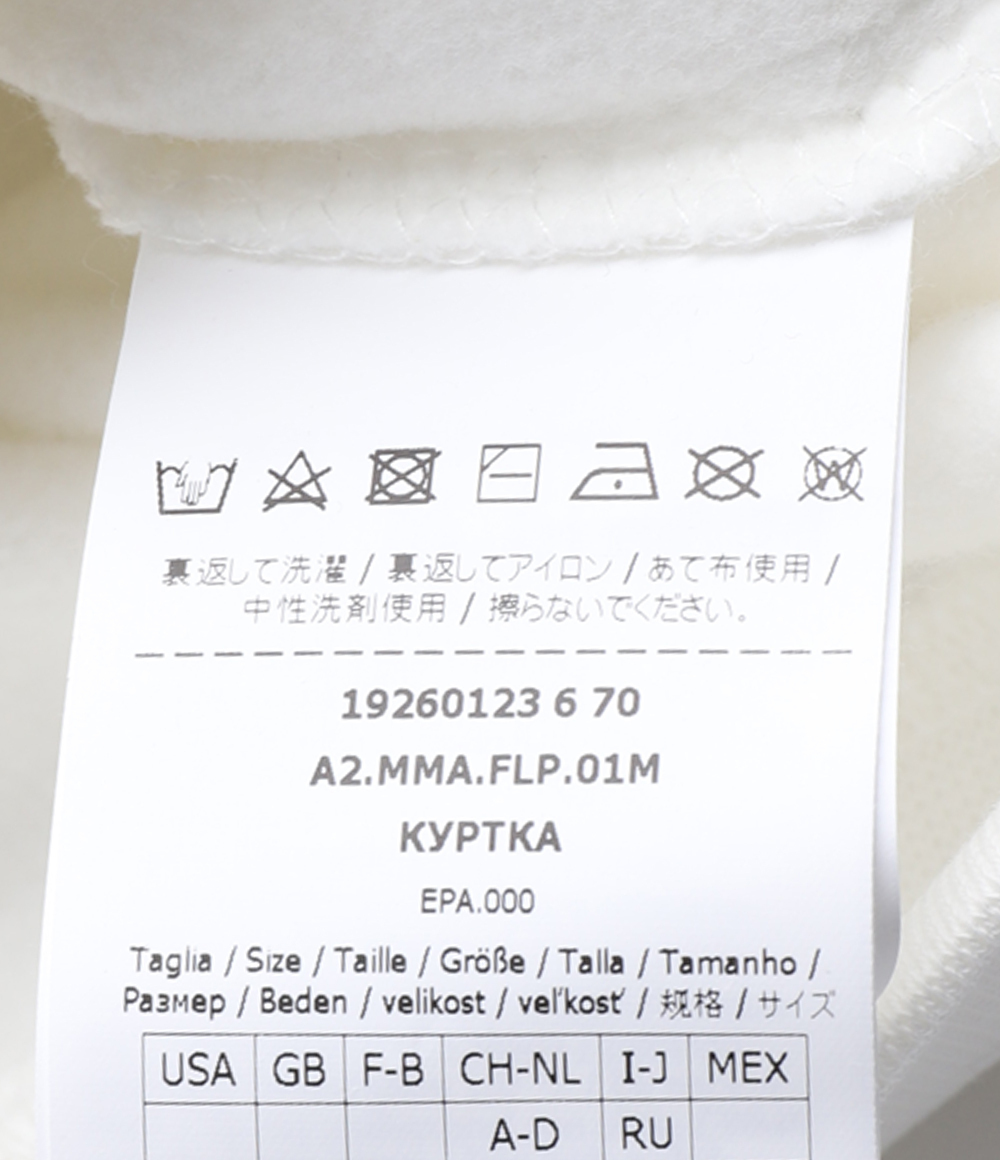 裏返して洗濯 / 裏返してアイロン / あて布使用 /
中性洗剤使用 / 擦らないでください。
19260123 6 70
A2.MMA.FLP.01M
КУРТКА
EPA.000
Taglia / Size / Taille / Größe / Talla / Tamanho /
Размер / Beden / velikost / veľkosť / 规格 / サイズ
USA GB F-B CH-NL I-J MEX
A-D RU